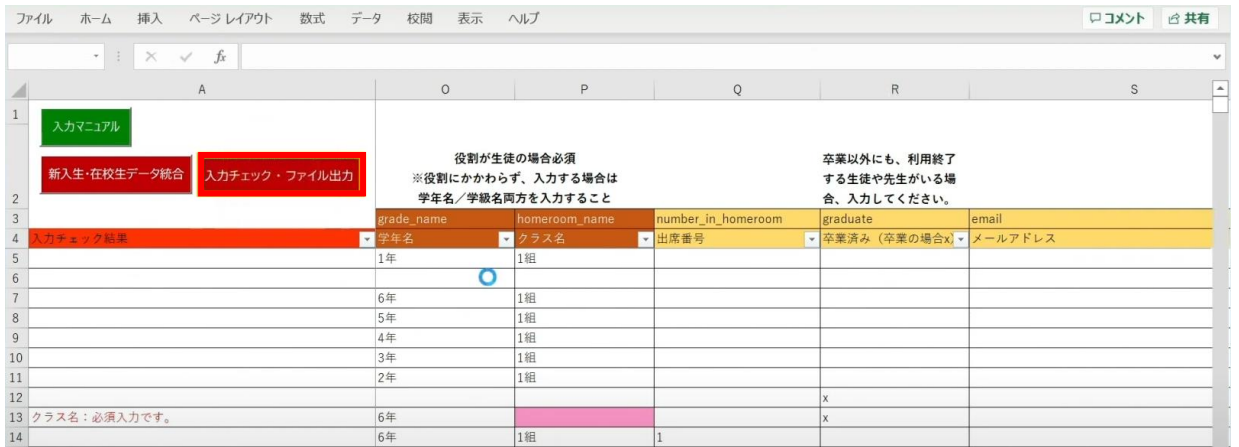 ファイル ホーム 挿入 ページ レイアウト 数式 データ 校閲 表示 ヘルプ コメント 共有
fx
A O P Q R S
1
入力マニュアル
新入生・在校生データ統合 入力チェック・ファイル出力
役割が生徒の場合必須
※役割にかかわらず、入力する場合は
学年名／学級名両方を入力すること
卒業以外にも、利用終了
する生徒や先生がいる場
合、入力してください。
2
3 grade_name homeroom_name number_in_homeroom graduate email
4 入力チェック結果 学年名 クラス名 出席番号 卒業済み（卒業の場合x） メールアドレス
5 1年 1組
6
7 6年 1組
8 5年 1組
9 4年 1組
10 3年 1組
11 2年 1組
12 x
13 クラス名：必須入力です。 6年 x
14 6年 1組 1